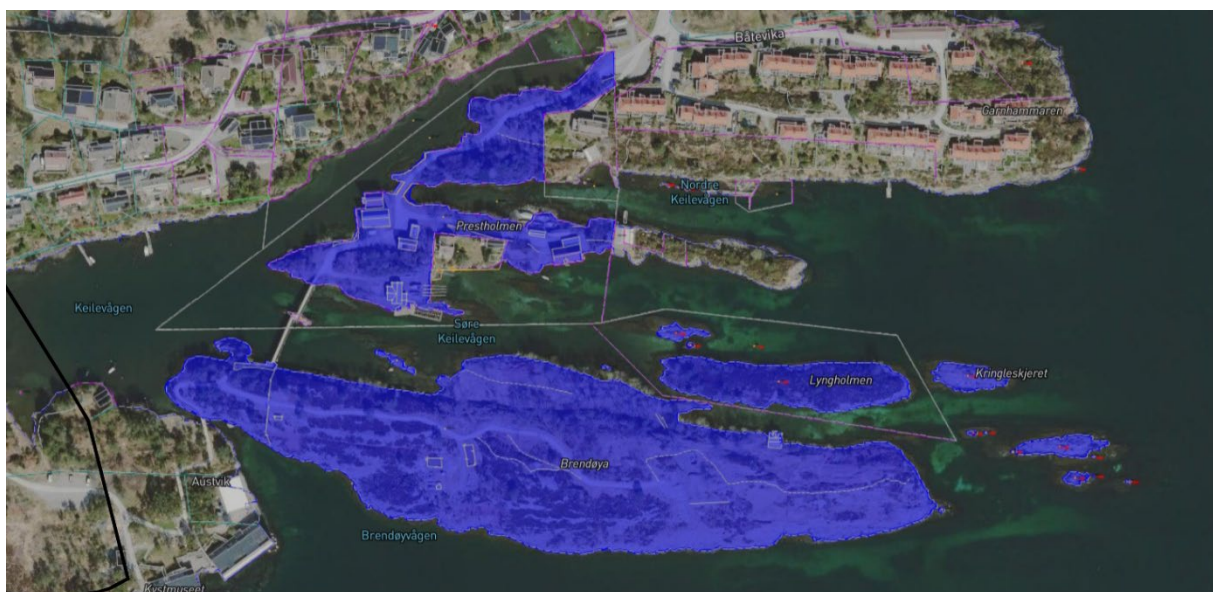 Båtevika
Garnhammaren
Nordre
Keilevågen
Prestholmen
Keilevågen
Søre
Keilevågen
Lyngholmen
Kringleskjeret
Brendøya
Austvik
Brendøyvågen
Kystmuseet